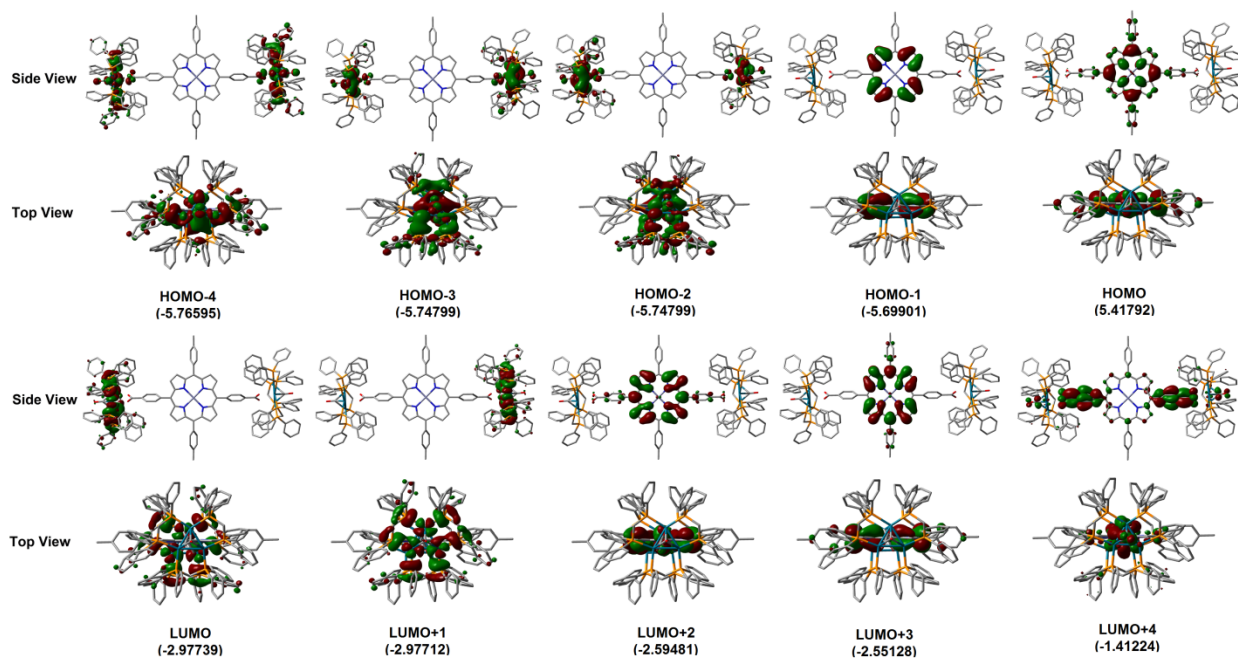 Side View
Top View
HOMO-4
(-5.76595)
HOMO-3
(-5.74799)
HOMO-2
(-5.74799)
HOMO-1
(-5.69901)
HOMO
(5.41792)
Side View
Top View
LUMO
(-2.97739)
LUMO+1
(-2.97712)
LUMO+2
(-2.59481)
LUMO+3
(-2.55128)
LUMO+4
(-1.41224)